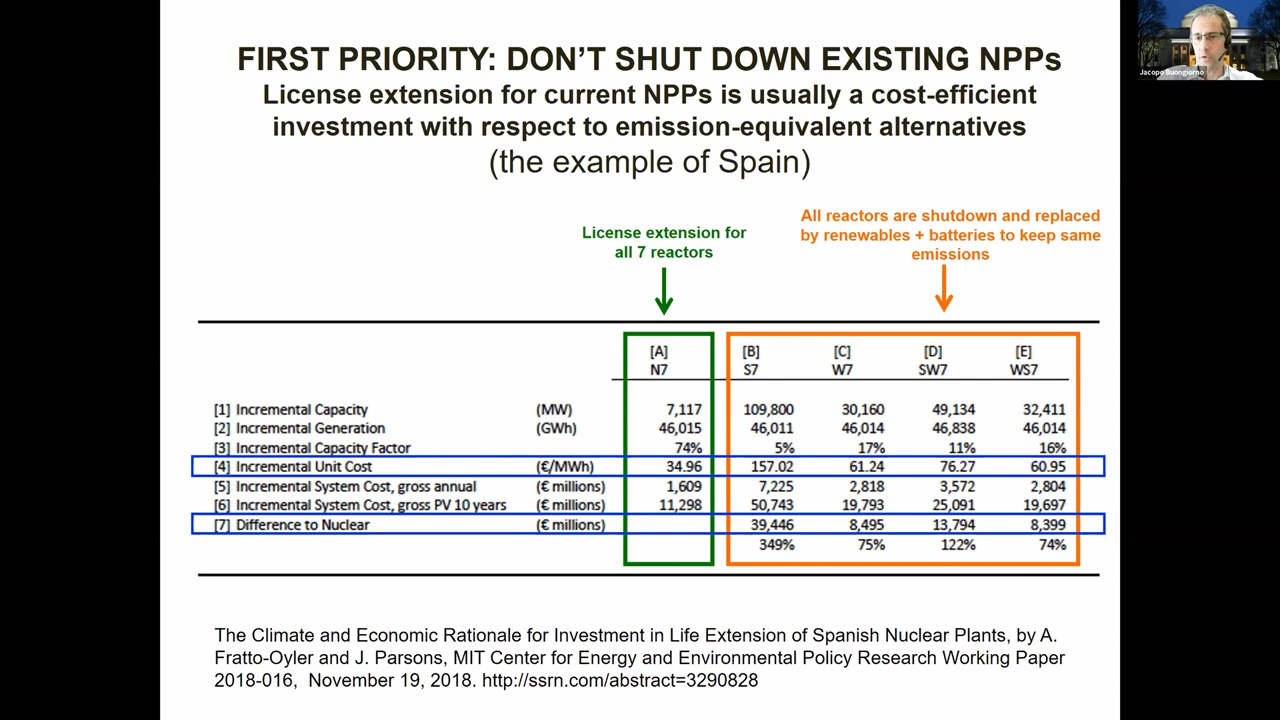 FIRST PRIORITY: DON'T SHUT DOWN EXISTING NPPs
License extension for current NPPs is usually a cost-efficient
investment with respect to emission-equivalent alternatives
(the example of Spain)
Jacopo Buongiorno
License extension for
all 7 reactors
All reactors are shutdown and replaced
by renewables + batteries to keep same
emissions
[A] [B] [C] [D] [E]
N7 S7 W7 SW7 WS7
[1] Incremental Capacity (MW) 7,117 109,800 30,160 49,134 32,411
[2] Incremental Generation (GWh) 46,015 46,011 46,014 46,838 46,014
[3] Incremental Capacity Factor 74% 5% 17% 11% 16%
[4] Incremental Unit Cost (€/MWh) 34.96 157.02 61.24 76.27 60.95
[5] Incremental System Cost, gross annual (€ millions) 1,609 7,225 2,818 3,572 2,804
[6] Incremental System Cost, gross PV 10 years (€ millions) 11,298 50,743 19,793 25,091 19,697
[7] Difference to Nuclear (€ millions) 39,446 8,495 13,794 8,399
349% 75% 122% 74%
The Climate and Economic Rationale for Investment in Life Extension of Spanish Nuclear Plants, by A.
Fratto-Oyler and J. Parsons, MIT Center for Energy and Environmental Policy Research Working Paper
2018-016, November 19, 2018. http://ssrn.com/abstract=3290828